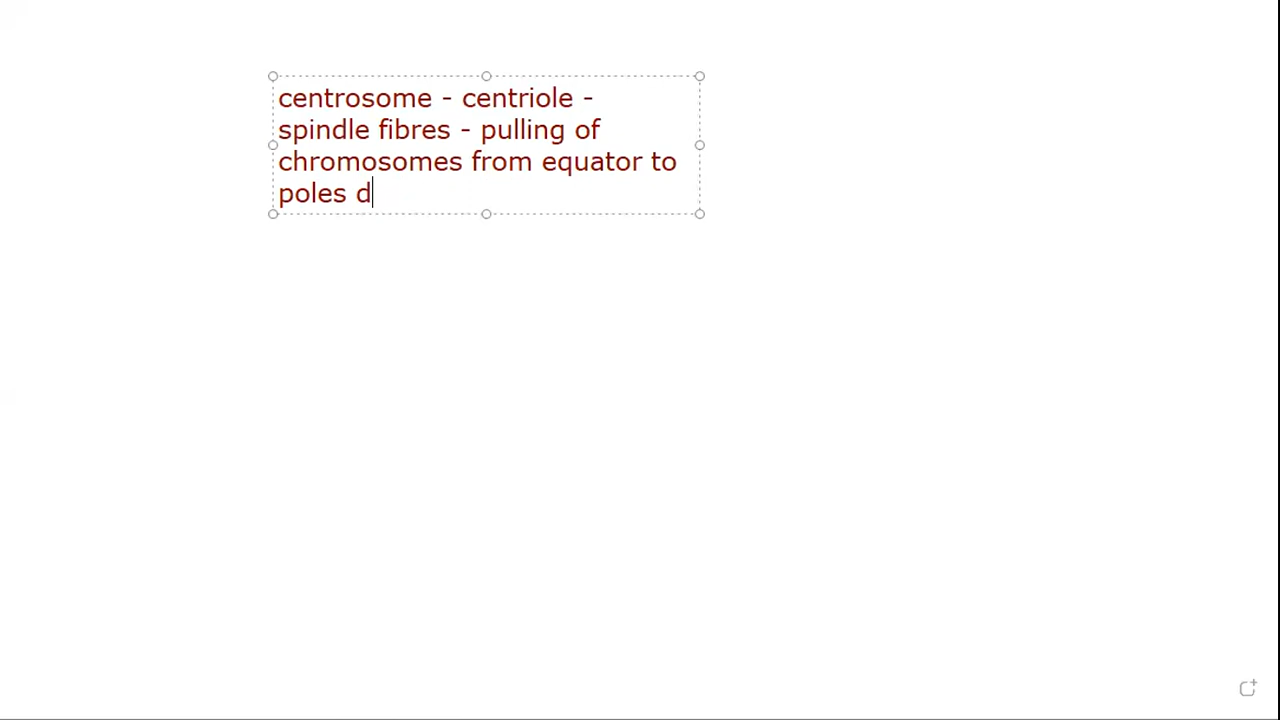 centrosome - centriole -
spindle fibres - pulling of
chromosomes from equator to
poles d